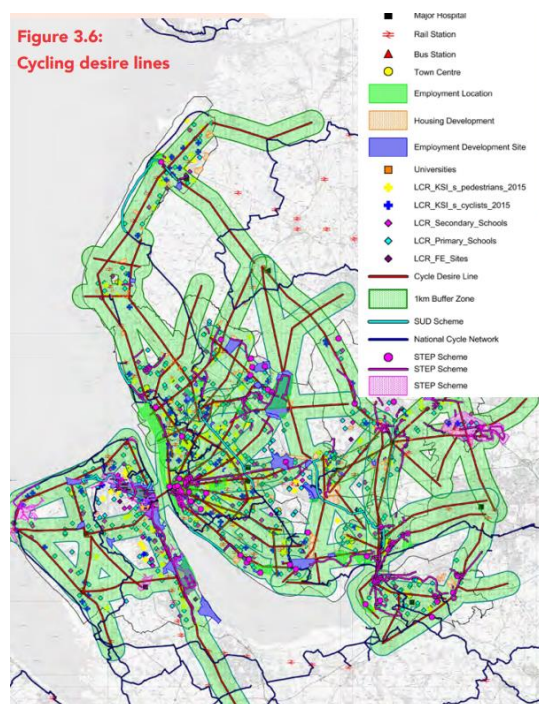 Figure 3.6:
Cycling desire lines
Major Hospital
Rail Station
Bus Station
Town Centre
Employment Location
Housing Development
Employment Development Site
Universities
LCR_KSI_s_pedestrians_2015
LCR_KSI_s_cyclists_2015
LCR_Secondary_Schools
LCR_Primary_Schools
LCR_FE_Sites
Cycle Desire Line
1km Buffer Zone
SUD Scheme
National Cycle Network
STEP Scheme
STEP Scheme
STEP Scheme